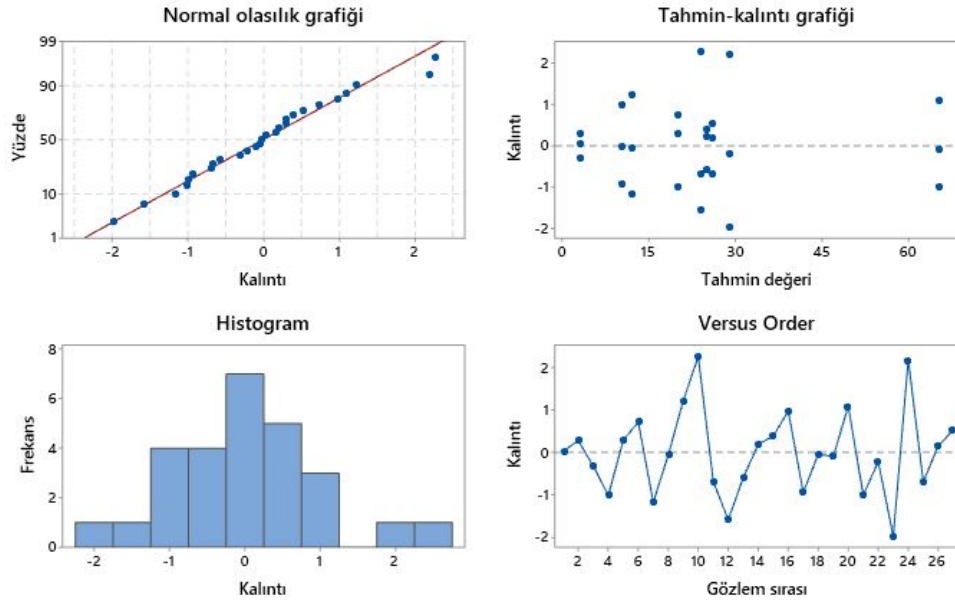 Normal olasılık grafiği
99
90
50
10
1
Yüzde
-2 -1 0 1 2
Kalıntı
Tahmin-kalıntı grafiği
2
1
0
-1
-2
Kalıntı
0 15 30 45 60
Tahmin değeri
Histogram
8
6
4
2
0
Frekans
-2 -1 0 1 2
Kalıntı
Versus Order
2
1
0
-1
-2
Kalıntı
2 4 6 8 10 12 14 16 18 20 22 24 26
Gözlem sırası